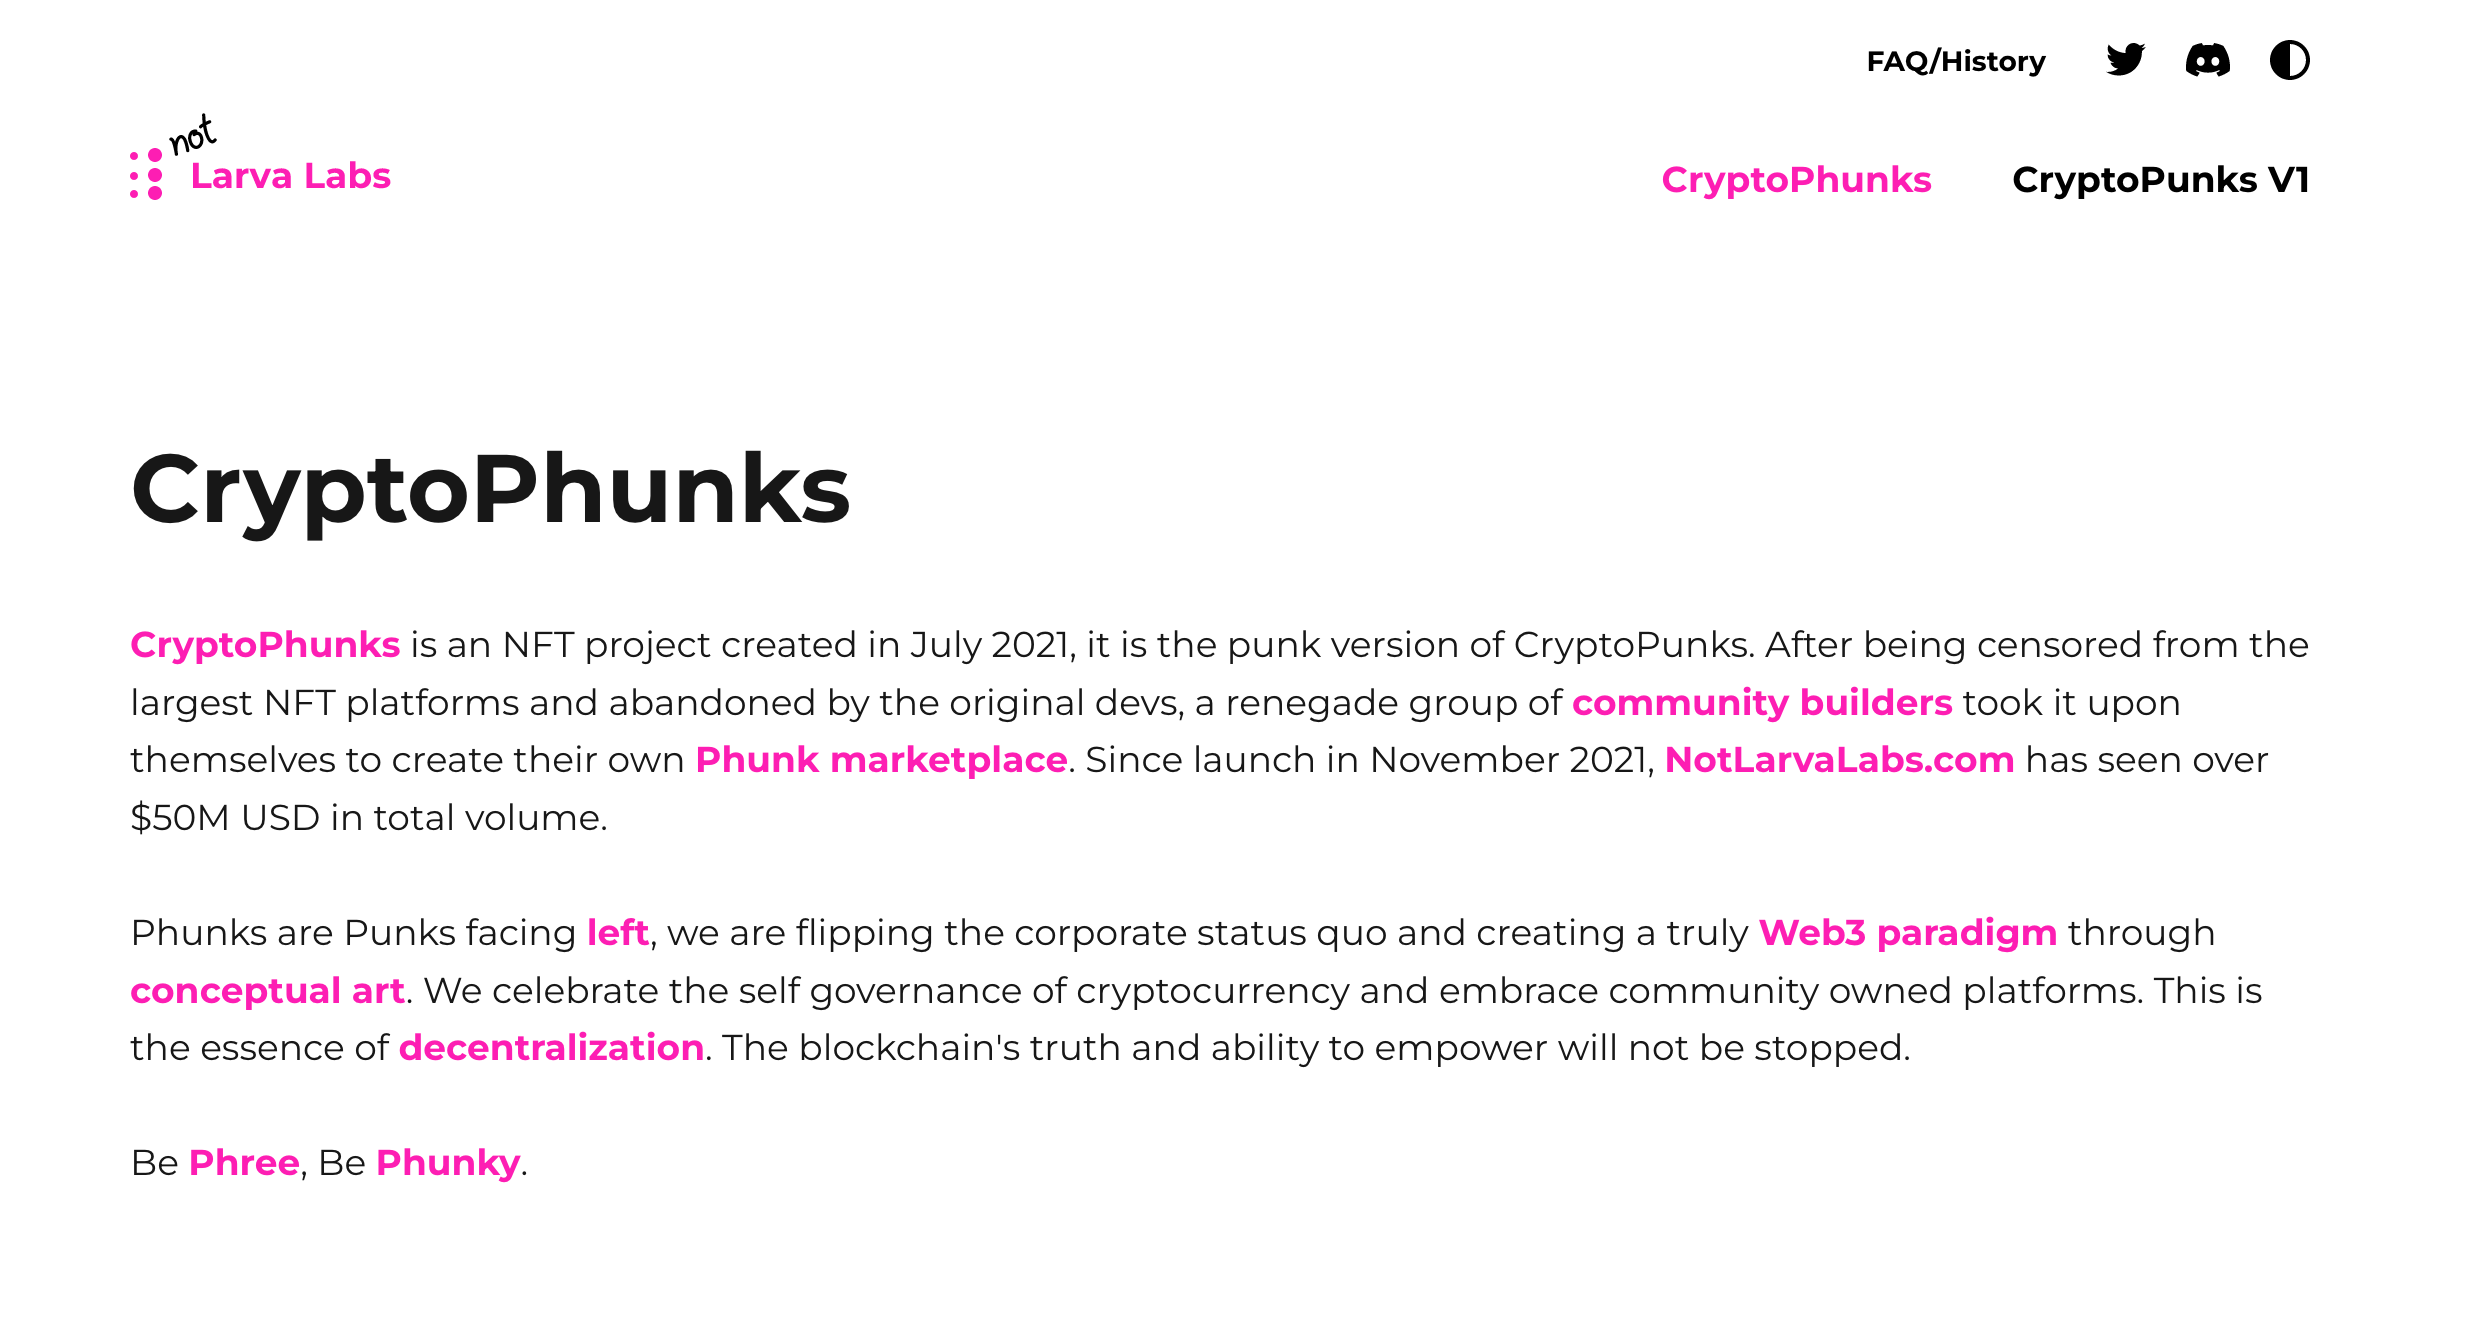 FAQ/History
not
Larva Labs
CryptoPhunks
CryptoPunks V1
CryptoPhunks
CryptoPhunks is an NFT project created in July 2021, it is the punk version of CryptoPunks. After being censored from the
largest NFT platforms and abandoned by the original devs, a renegade group of community builders took it upon
themselves to create their own Phunk marketplace. Since launch in November 2021, NotLarvaLabs.com has seen over
$50M USD in total volume.
Phunks are Punks facing left, we are flipping the corporate status quo and creating a truly Web3 paradigm through
conceptual art. We celebrate the self governance of cryptocurrency and embrace community owned platforms. This is
the essence of decentralization. The blockchain's truth and ability to empower will not be stopped.
Be Phree, Be Phunky.